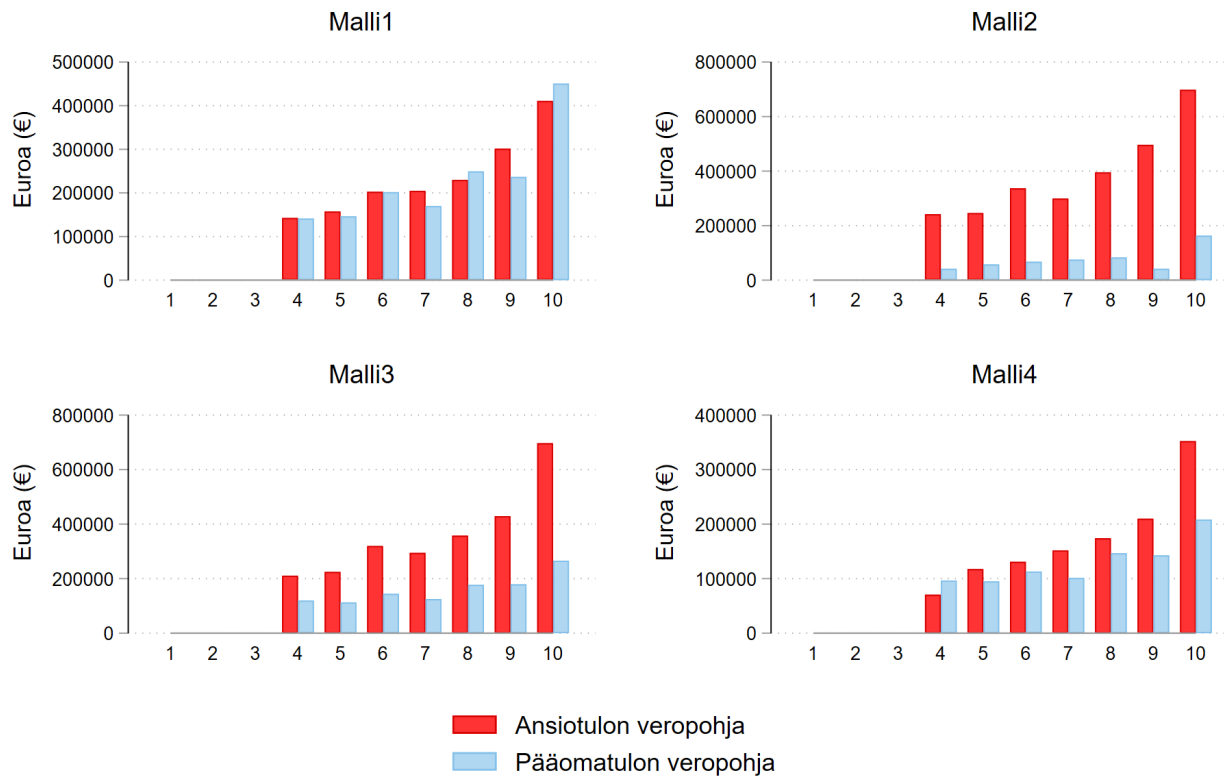 Malli1
Euroa (€)
500000
400000
300000
200000
100000
0
1 2 3 4 5 6 7 8 9 10
Malli2
Euroa (€)
800000
600000
400000
200000
0
1 2 3 4 5 6 7 8 9 10
Malli3
Euroa (€)
800000
600000
400000
200000
0
1 2 3 4 5 6 7 8 9 10
Malli4
Euroa (€)
400000
300000
200000
100000
0
1 2 3 4 5 6 7 8 9 10
Ansiotulon veropohja
Pääomatulon veropohja